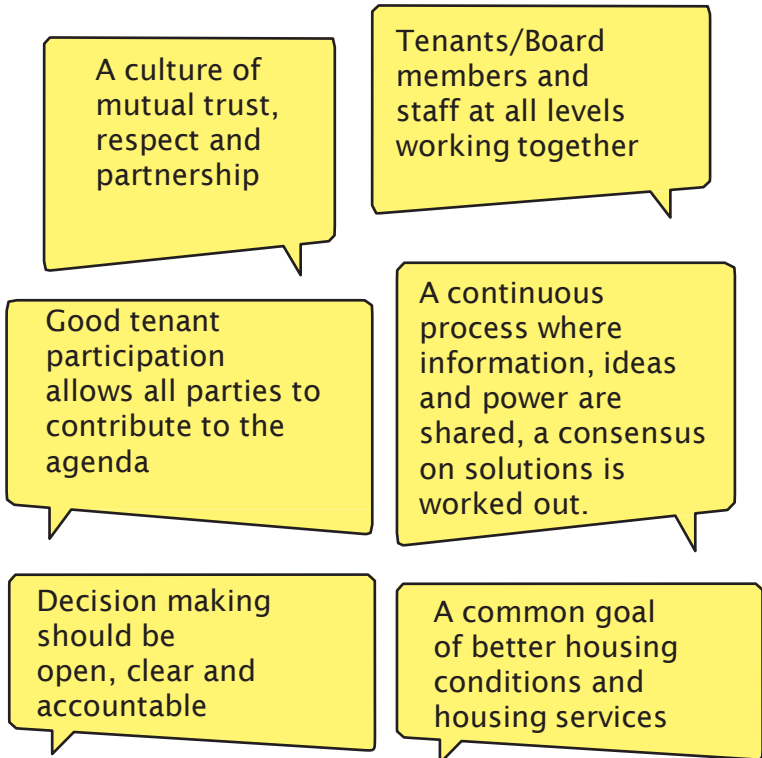 A culture of
mutual trust,
respect and
partnership
Tenants/Board
members and
staff at all levels
working together
Good tenant
participation
allows all parties to
contribute to the
agenda
A continuous
process where
information, ideas
and power are
shared, a consensus
on solutions is
worked out.
Decision making
should be
open, clear and
accountable
A common goal
of better housing
conditions and
housing services